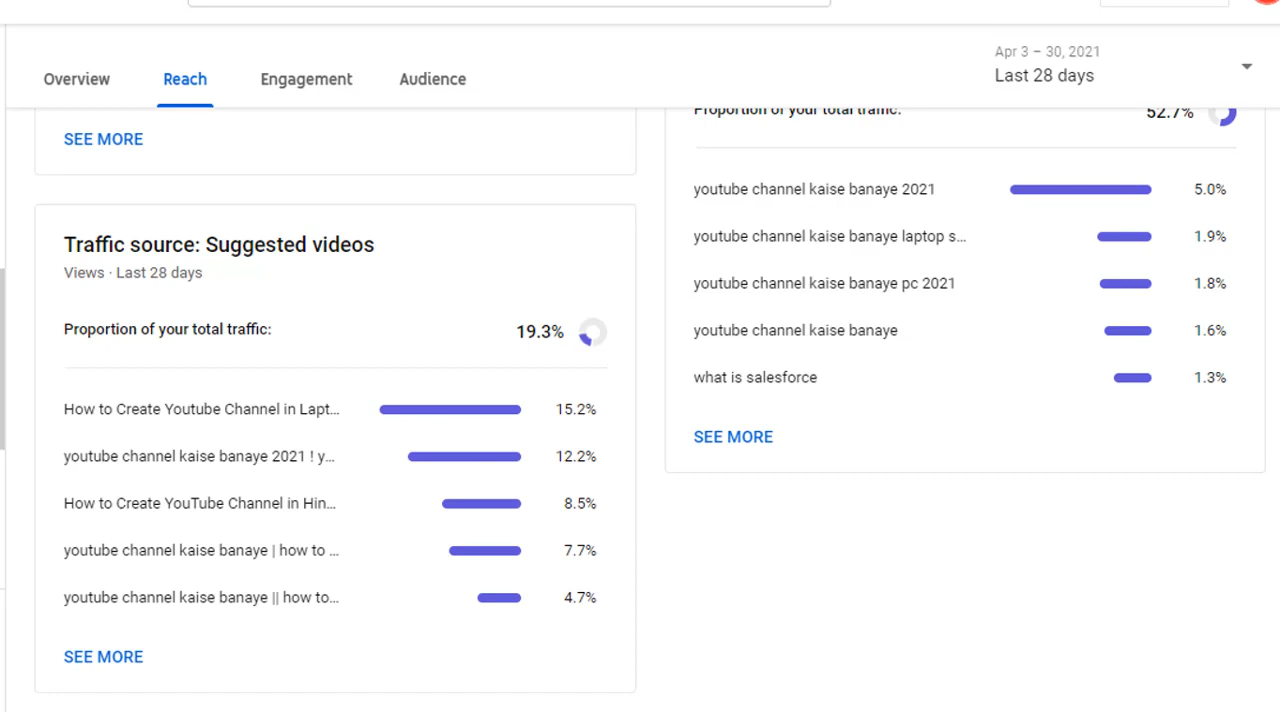 Overview
Reach
Engagement
Audience
Apr 3 – 30, 2021
Last 28 days
SEE MORE
Traffic source: Suggested videos
Views · Last 28 days
Proportion of your total traffic: 19.3%
How to Create Youtube Channel in Lapt... 15.2%
youtube channel kaise banaye 2021 ! y... 12.2%
How to Create YouTube Channel in Hin... 8.5%
youtube channel kaise banaye | how to ... 7.7%
youtube channel kaise banaye || how to... 4.7%
SEE MORE
Proportion of your total traffic: 52.7%
youtube channel kaise banaye 2021 5.0%
youtube channel kaise banaye laptop s... 1.9%
youtube channel kaise banaye pc 2021 1.8%
youtube channel kaise banaye 1.6%
what is salesforce 1.3%
SEE MORE